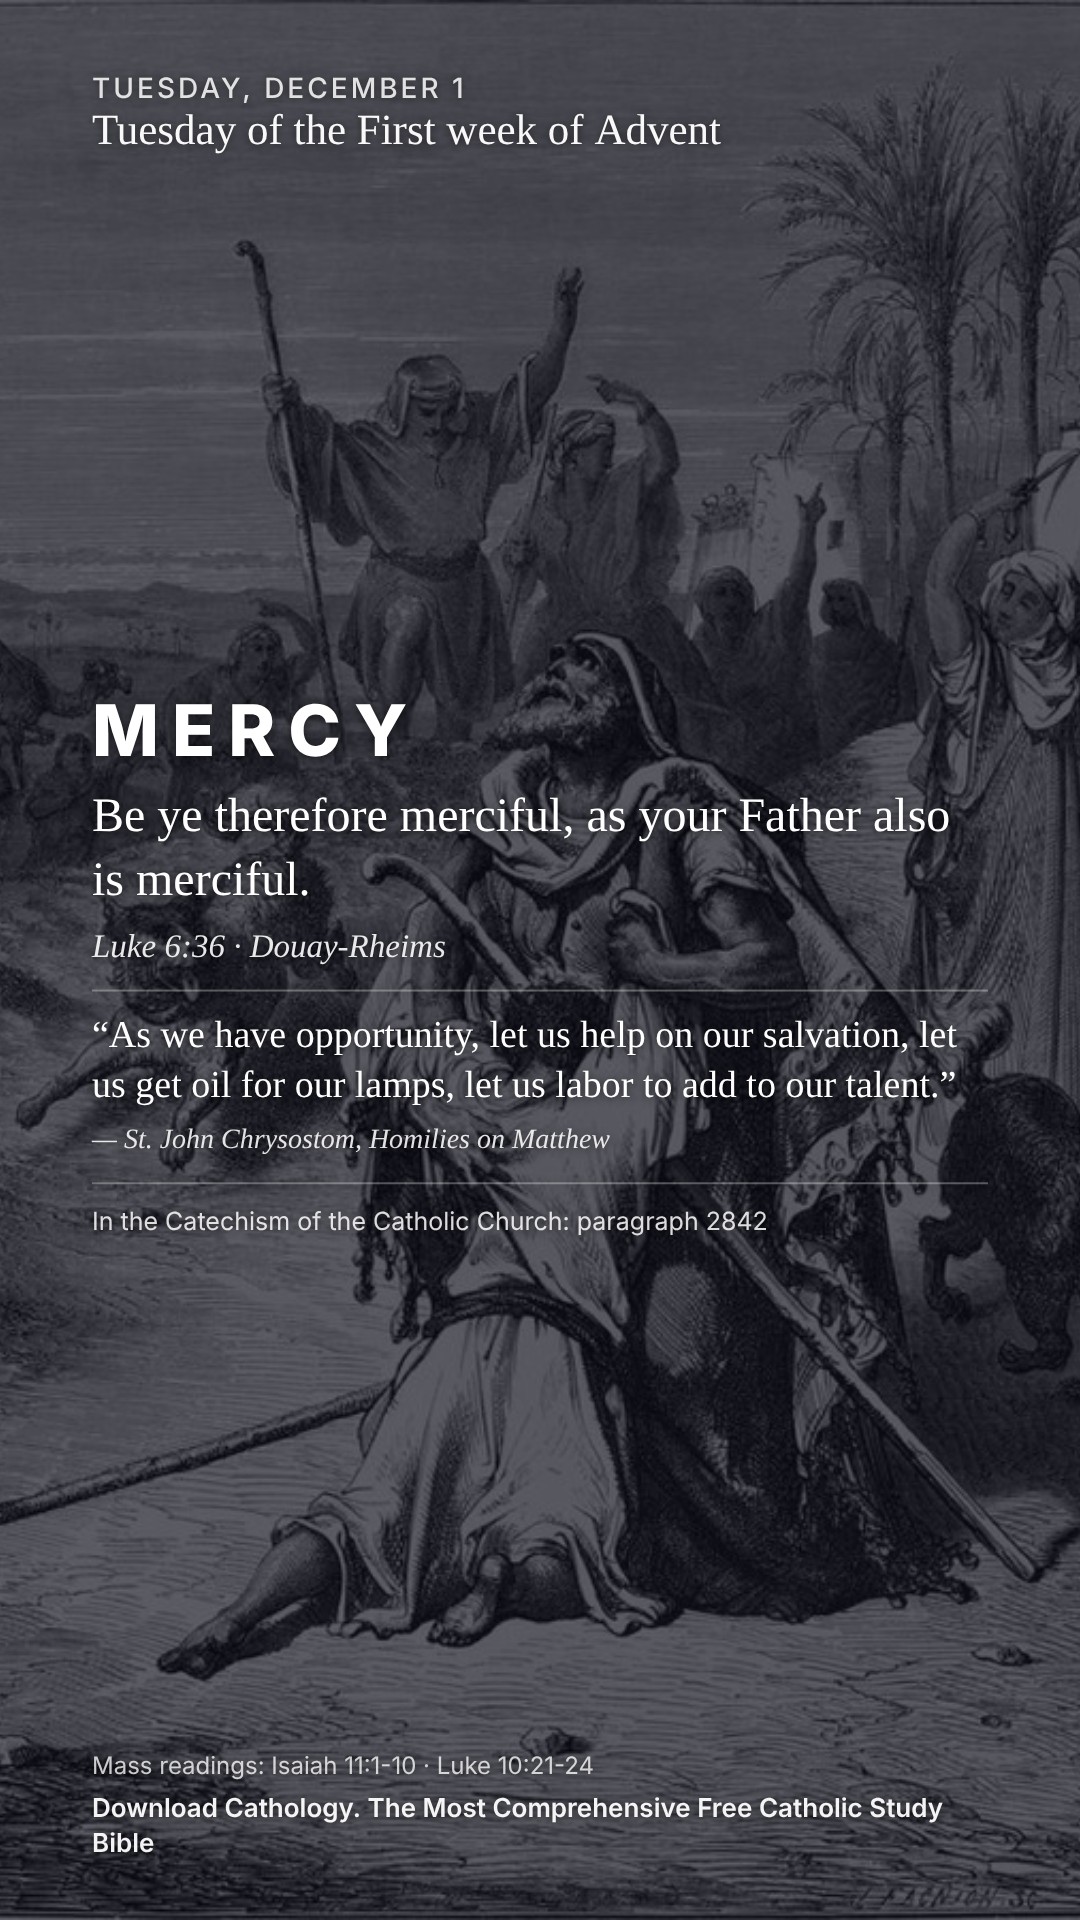 TUESDAY, DECEMBER 1
Tuesday of the First week of Advent
MERCY
Be ye therefore merciful, as your Father also
is merciful.
Luke 6:36 · Douay-Rheims
“As we have opportunity, let us help on our salvation, let
us get oil for our lamps, let us labor to add to our talent.”
— St. John Chrysostom, Homilies on Matthew
In the Catechism of the Catholic Church: paragraph 2842
Mass readings: Isaiah 11:1-10 · Luke 10:21-24
Download Cathology. The Most Comprehensive Free Catholic Study
Bible